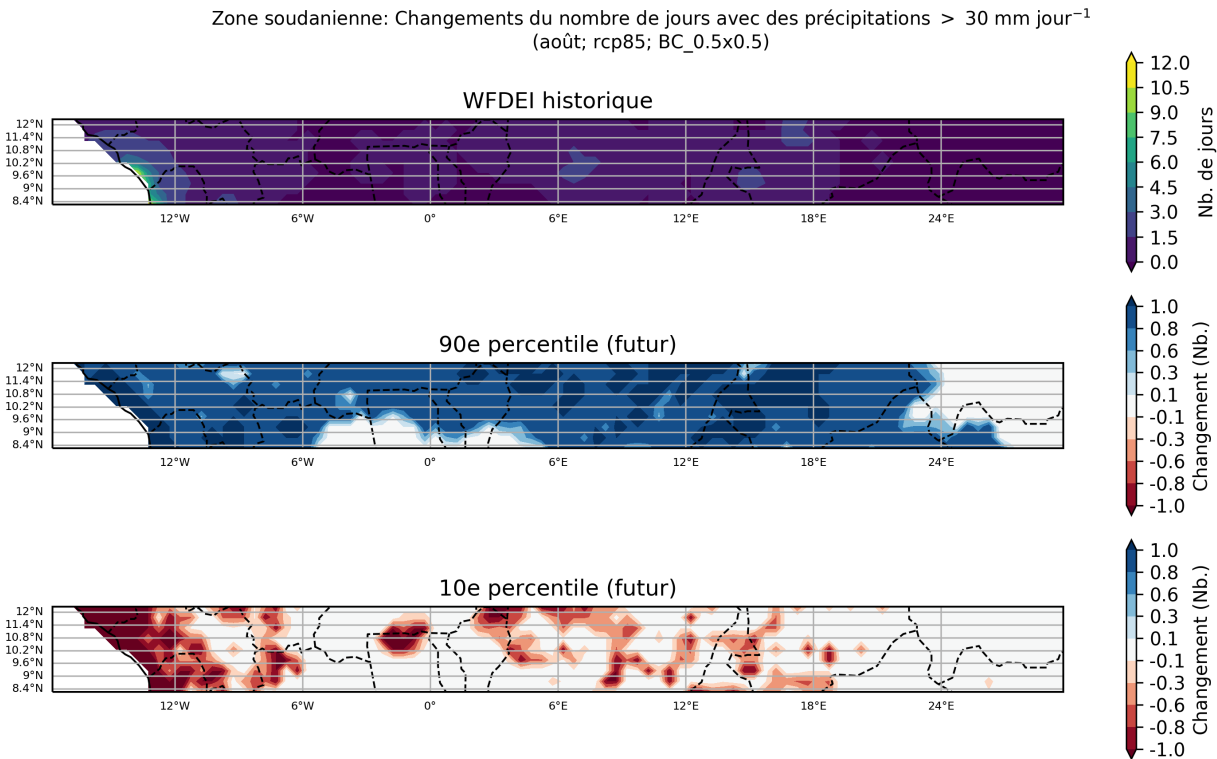 Zone soudanienne: Changements du nombre de jours avec des précipitations > 30 mm jour⁻¹
(août; rcp85; BC_0.5x0.5)
WFDEI historique
12°N
11.4°N
10.8°N
10.2°N
9.6°N
9°N
8.4°N
12°W 6°W 0° 6°E 12°E 18°E 24°E
12.0
10.5
9.0
7.5
6.0
4.5
3.0
1.5
0.0
Nb. de jours
90e percentile (futur)
12°N
11.4°N
10.8°N
10.2°N
9.6°N
9°N
8.4°N
12°W 6°W 0° 6°E 12°E 18°E 24°E
1.0
0.8
0.6
0.3
0.1
-0.1
-0.3
-0.6
-0.8
-1.0
Changement (Nb.)
10e percentile (futur)
12°N
11.4°N
10.8°N
10.2°N
9.6°N
9°N
8.4°N
12°W 6°W 0° 6°E 12°E 18°E 24°E
1.0
0.8
0.6
0.3
0.1
-0.1
-0.3
-0.6
-0.8
-1.0
Changement (Nb.)